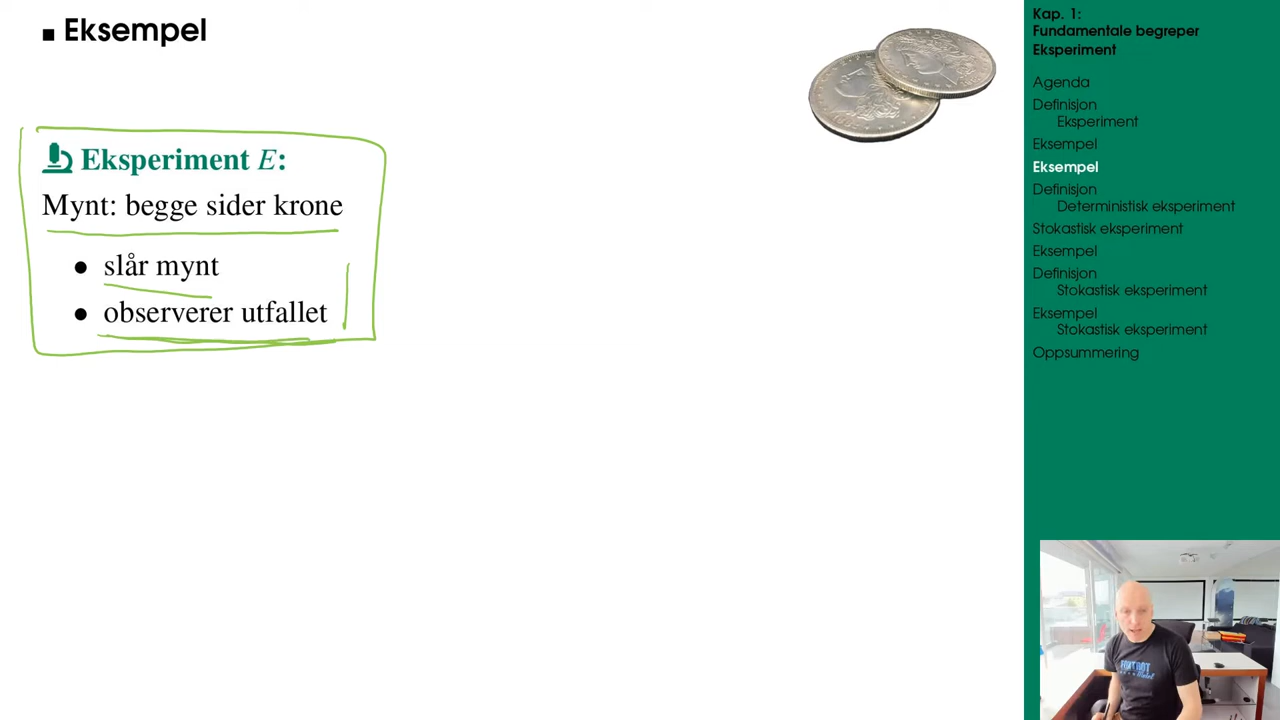 Eksempel
Eksperiment E:
Mynt: begge sider krone
• slår mynt
• observerer utfallet
Kap. 1:
Fundamentale begreper
Eksperiment
Agenda
Definisjon
Eksperiment
Eksempel
Eksempel
Definisjon
Deterministisk eksperiment
Stokastisk eksperiment
Eksempel
Definisjon
Stokastisk eksperiment
Eksempel
Stokastisk eksperiment
Oppsummering